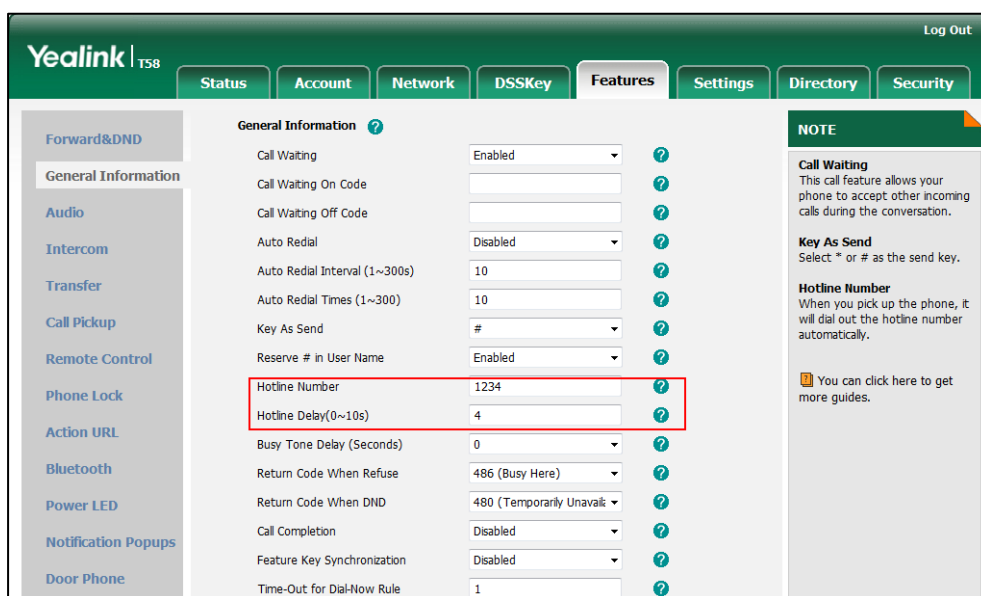 Log Out
Yealink | T58
Status Account Network DSSKey Features Settings Directory Security
Forward&DND
General Information
Audio
Intercom
Transfer
Call Pickup
Remote Control
Phone Lock
Action URL
Bluetooth
Power LED
Notification Popups
Door Phone
General Information ?
Call Waiting Enabled ?
Call Waiting On Code ?
Call Waiting Off Code ?
Auto Redial Disabled ?
Auto Redial Interval (1~300s) 10 ?
Auto Redial Times (1~300) 10 ?
Key As Send # ?
Reserve # in User Name Enabled ?
Hotline Number 1234 ?
Hotline Delay(0~10s) 4 ?
Busy Tone Delay (Seconds) 0 ?
Return Code When Refuse 486 (Busy Here) ?
Return Code When DND 480 (Temporarily Unavail ?
Call Completion Disabled ?
Feature Key Synchronization Disabled ?
Time-Out for Dial-Now Rule 1 ?
NOTE
Call Waiting
This call feature allows your
phone to accept other incoming
calls during the conversation.
Key As Send
Select * or # as the send key.
Hotline Number
When you pick up the phone, it
will dial out the hotline number
automatically.
? You can click here to get
more guides.